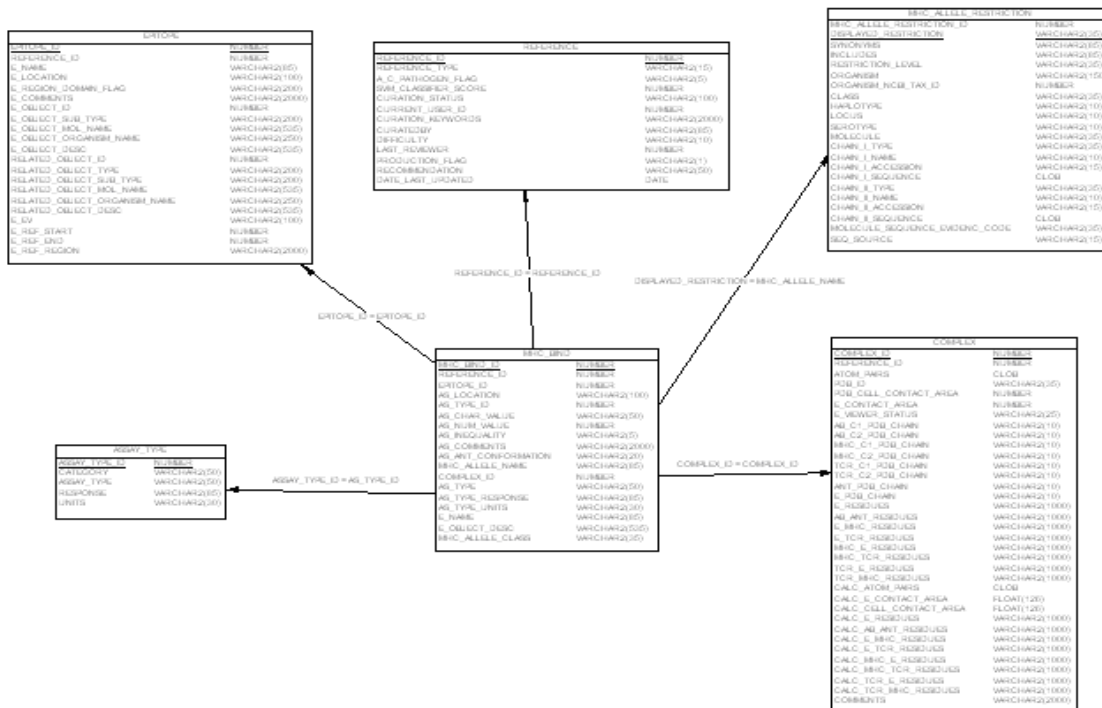 EPITOPE
EPITOPE_ID NUMBER
REFERENCE_ID NUMBER
E_NAME VARCHAR2(85)
E_LOCATION VARCHAR2(100)
E_REGION_DOMAIN_FLAG VARCHAR2(200)
E_COMMENTS VARCHAR2(2000)
E_OBJECT_ID NUMBER
E_OBJECT_SUB_TYPE VARCHAR2(200)
E_OBJECT_MOL_NAME VARCHAR2(535)
E_OBJECT_ORGANISM_NAME VARCHAR2(250)
E_OBJECT_DESC VARCHAR2(535)
RELATED_OBJECT_ID NUMBER
RELATED_OBJECT_TYPE VARCHAR2(200)
RELATED_OBJECT_SUB_TYPE VARCHAR2(200)
RELATED_OBJECT_MOL_NAME VARCHAR2(535)
RELATED_OBJECT_ORGANISM_NAME VARCHAR2(250)
RELATED_OBJECT_DESC VARCHAR2(535)
E_EV VARCHAR2(100)
E_REF_START NUMBER
E_REF_END NUMBER
E_REF_REGION VARCHAR2(2000)
REFERENCE
REFERENCE_ID NUMBER
REFERENCE_TYPE VARCHAR2(15)
A_C_PATHOGEN_FLAG VARCHAR2(5)
SVM_CLASSIFIER_SCORE NUMBER
CURATION_STATUS VARCHAR2(100)
CURRENT_USER_ID NUMBER
CURATION_KEYWORDS VARCHAR2(2000)
CURATEDBY VARCHAR2(85)
DIFFICULTY VARCHAR2(10)
LAST_REVIEWER NUMBER
PRODUCTION_FLAG VARCHAR2(1)
RECOMMENDATION VARCHAR2(50)
DATE_LAST_UPDATED DATE
MHC_ALLELE_RESTRICTION
MHC_ALLELE_RESTRICTION_ID NUMBER
DISPLAYED_RESTRICTION VARCHAR2(35)
SYNONYMS VARCHAR2(85)
INCLUDES VARCHAR2(85)
RESTRICTION_LEVEL VARCHAR2(35)
ORGANISM VARCHAR2(150
ORGANISM_NCBI_TAX_ID NUMBER
CLASS VARCHAR2(35)
HAPLOTYPE VARCHAR2(10)
LOCUS VARCHAR2(10)
SEROTYPE VARCHAR2(10)
MOLECULE VARCHAR2(35)
CHAIN_I_TYPE VARCHAR2(35)
CHAIN_I_NAME VARCHAR2(10)
CHAIN_I_ACCESSION VARCHAR2(15)
CHAIN_I_SEQUENCE CLOB
CHAIN_II_TYPE VARCHAR2(35)
CHAIN_II_NAME VARCHAR2(10)
CHAIN_II_ACCESSION VARCHAR2(15)
CHAIN_II_SEQUENCE CLOB
MOLECULE_SEQUENCE_EVIDENC_CODE VARCHAR2(35)
SEQ_SOURCE VARCHAR2(15)
REFERENCE_ID = REFERENCE_ID
DISPLAYED_RESTRICTION = MHC_ALLELE_NAME
EPITOPE_ID = EPITOPE_ID
MHC_BIND
MHC_BIND_ID NUMBER
REFERENCE_ID NUMBER
EPITOPE_ID NUMBER
AS_LOCATION VARCHAR2(100)
AS_TYPE_ID NUMBER
AS_CHAR_VALUE VARCHAR2(50)
AS_NUM_VALUE NUMBER
AS_INEQUALITY VARCHAR2(5)
AS_COMMENTS VARCHAR2(2000)
AS_ANT_CONFORMATION VARCHAR2(20)
MHC_ALLELE_NAME VARCHAR2(85)
COMPLEX_ID NUMBER
AS_TYPE VARCHAR2(50)
AS_TYPE_RESPONSE VARCHAR2(85)
AS_TYPE_UNITS VARCHAR2(30)
E_NAME VARCHAR2(85)
E_OBJECT_DESC VARCHAR2(535)
MHC_ALLELE_CLASS VARCHAR2(35)
ASSAY_TYPE
ASSAY_TYPE_ID NUMBER
CATEGORY VARCHAR2(50)
ASSAY_TYPE VARCHAR2(50)
RESPONSE VARCHAR2(85)
UNITS VARCHAR2(30)
ASSAY_TYPE_ID = AS_TYPE_ID
COMPLEX_ID = COMPLEX_ID
COMPLEX
COMPLEX_ID NUMBER
REFERENCE_ID NUMBER
ATOM_PAIRS CLOB
PDB_ID VARCHAR2(35)
PDB_CELL_CONTACT_AREA NUMBER
E_CONTACT_AREA NUMBER
E_VIEWER_STATUS VARCHAR2(25)
AB_C1_PDB_CHAIN VARCHAR2(10)
AB_C2_PDB_CHAIN VARCHAR2(10)
MHC_C1_PDB_CHAIN VARCHAR2(10)
MHC_C2_PDB_CHAIN VARCHAR2(10)
TCR_C1_PDB_CHAIN VARCHAR2(10)
TCR_C2_PDB_CHAIN VARCHAR2(10)
ANT_PDB_CHAIN VARCHAR2(10)
E_PDB_CHAIN VARCHAR2(10)
E_RESIDUES VARCHAR2(1000)
AB_ANT_RESIDUES VARCHAR2(1000)
E_MHC_RESIDUES VARCHAR2(1000)
E_TCR_RESIDUES VARCHAR2(1000)
MHC_E_RESIDUES VARCHAR2(1000)
MHC_TCR_RESIDUES VARCHAR2(1000)
TCR_E_RESIDUES VARCHAR2(1000)
TCR_MHC_RESIDUES VARCHAR2(1000)
CALC_ATOM_PAIRS CLOB
CALC_E_CONTACT_AREA FLOAT(126)
CALC_CELL_CONTACT_AREA FLOAT(126)
CALC_E_RESIDUES VARCHAR2(1000)
CALC_AB_ANT_RESIDUES VARCHAR2(1000)
CALC_E_MHC_RESIDUES VARCHAR2(1000)
CALC_E_TCR_RESIDUES VARCHAR2(1000)
CALC_MHC_E_RESIDUES VARCHAR2(1000)
CALC_MHC_TCR_RESIDUES VARCHAR2(1000)
CALC_TCR_E_RESIDUES VARCHAR2(1000)
CALC_TCR_MHC_RESIDUES VARCHAR2(1000)
COMMENTS VARCHAR2(2000)